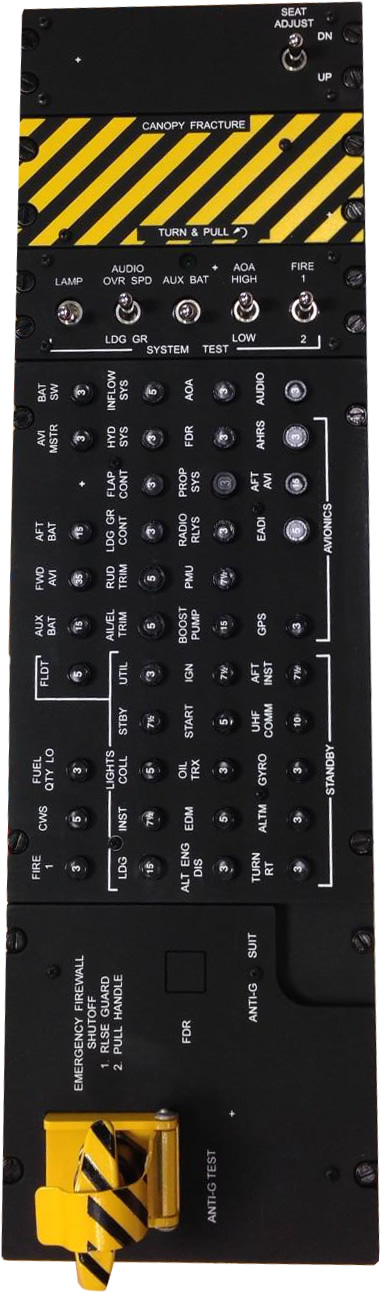 SEAT
ADJUST
DN
UP
CANOPY FRACTURE
TURN & PULL
LAMP
AUDIO
OVR SPD
AUX BAT
AOA
HIGH
FIRE
1
LDG GR
LOW
2
SYSTEM TEST
BAT
SW
3
INFLOW
SYS
5
AOA
3
AUDIO
3
AVI
MSTR
3
HYD
SYS
3
FDR
3
AHRS
3
FLAP
CONT
3
PROP
SYS
3
AFT
AVI
15
AFT
BAT
15
LDG GR
CONT
3
RADIO
RLYS
3
EADI
5
AVIONICS
FWD
AVI
35
RUD
TRIM
5
PMU
7½
AUX
BAT
15
AIL/EL
TRIM
5
BOOST
PUMP
15
GPS
3
FLDT
5
UTIL
3
IGN
7½
AFT
INST
7½
STBY
7½
START
5
UHF
COMM
10
FUEL
QTY LO
3
LIGHTS
COLL
5
OIL
TRX
3
GYRO
3
STANDBY
CWS
5
INST
7½
EDM
5
ALTM
3
FIRE
1
3
LDG
15
ALT ENG
DIS
3
TURN
RT
3
EMERGENCY FIREWALL
SHUTOFF
1. RLSE GUARD
2. PULL HANDLE
FDR
ANTI-G SUIT
ANTI-G TEST